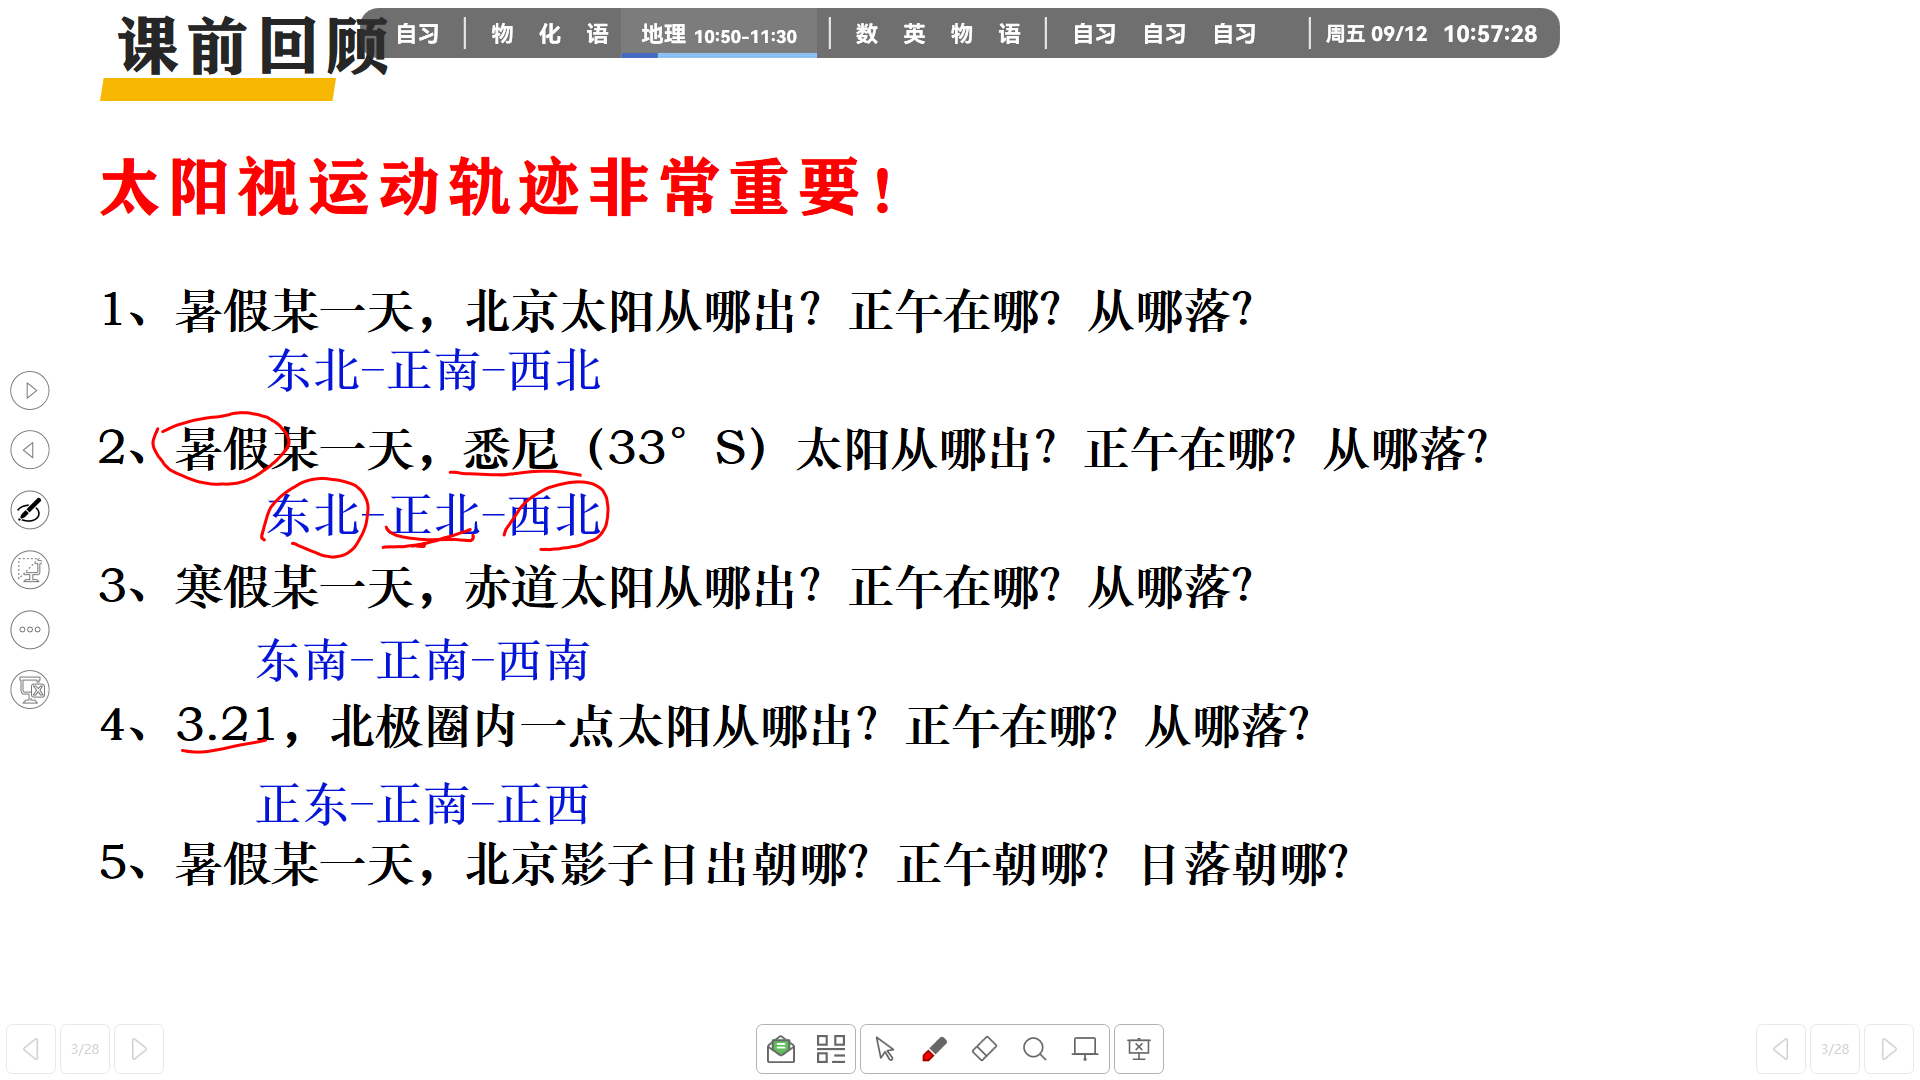 课前回顾
自习 | 物 化 语 地理 10:50-11:30 | 数 英 物 语 | 自习 自习 自习 | 周五 09/12 10:57:28
太阳视运动轨迹非常重要！
1、暑假某一天，北京太阳从哪出？正午在哪？从哪落？
东北-正南-西北
2、暑假某一天，悉尼（33°S）太阳从哪出？正午在哪？从哪落？
东北-正北-西北
3、寒假某一天，赤道太阳从哪出？正午在哪？从哪落？
东南-正南-西南
4、3.21，北极圈内一点太阳从哪出？正午在哪？从哪落？
正东-正南-正西
5、暑假某一天，北京影子日出朝哪？正午朝哪？日落朝哪？
3/28
3/28